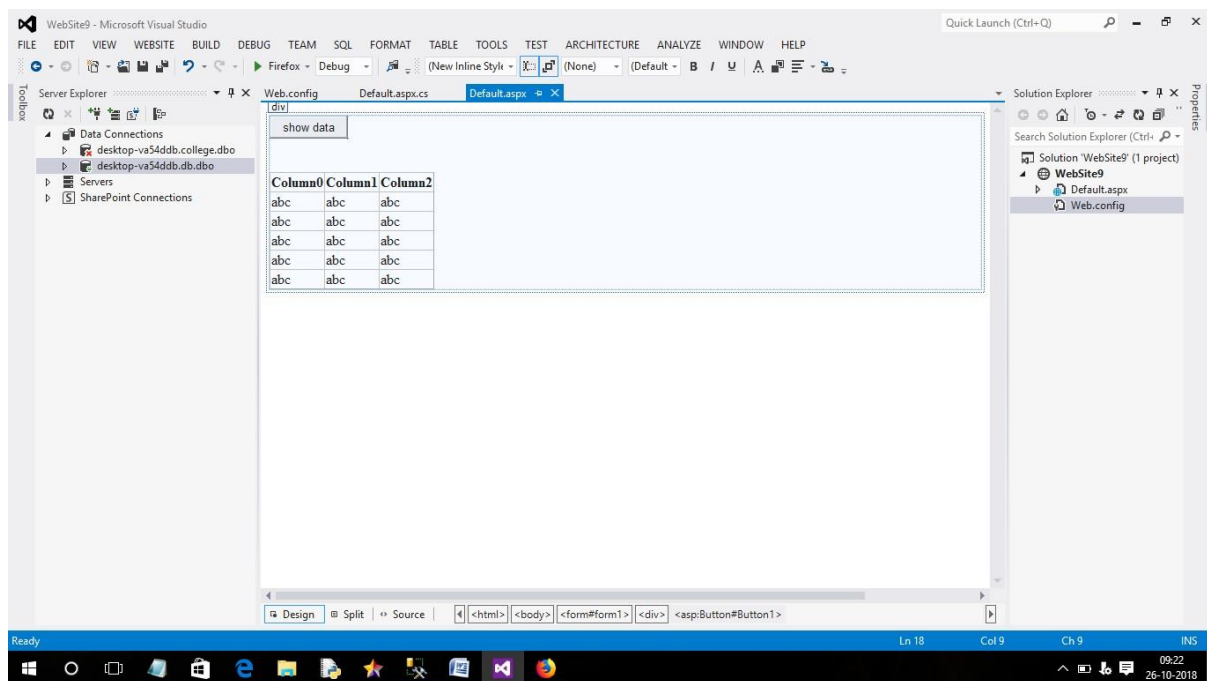 WebSite9 - Microsoft Visual Studio
Quick Launch (Ctrl+Q)
FILE EDIT VIEW WEBSITE BUILD DEBUG TEAM SQL FORMAT TABLE TOOLS TEST ARCHITECTURE ANALYZE WINDOW HELP
Firefox Debug (New Inline Style (None) (Default B I U A
Toolbox
Server Explorer
Data Connections
desktop-va54ddb.college.dbo
desktop-va54ddb.db.dbo
Servers
SharePoint Connections
Web.config Default.aspx.cs Default.aspx
div
show data
Column0 Column1 Column2
abc abc abc
abc abc abc
abc abc abc
abc abc abc
abc abc abc
Design Split Source <html> <body> <form#form1> <div> <asp:Button#Button1>
Solution Explorer
Search Solution Explorer (Ctrl+
Solution 'WebSite9' (1 project)
WebSite9
Default.aspx
Web.config
Properties
Ready Ln 18 Col 9 Ch 9 INS
09:22
26-10-2018